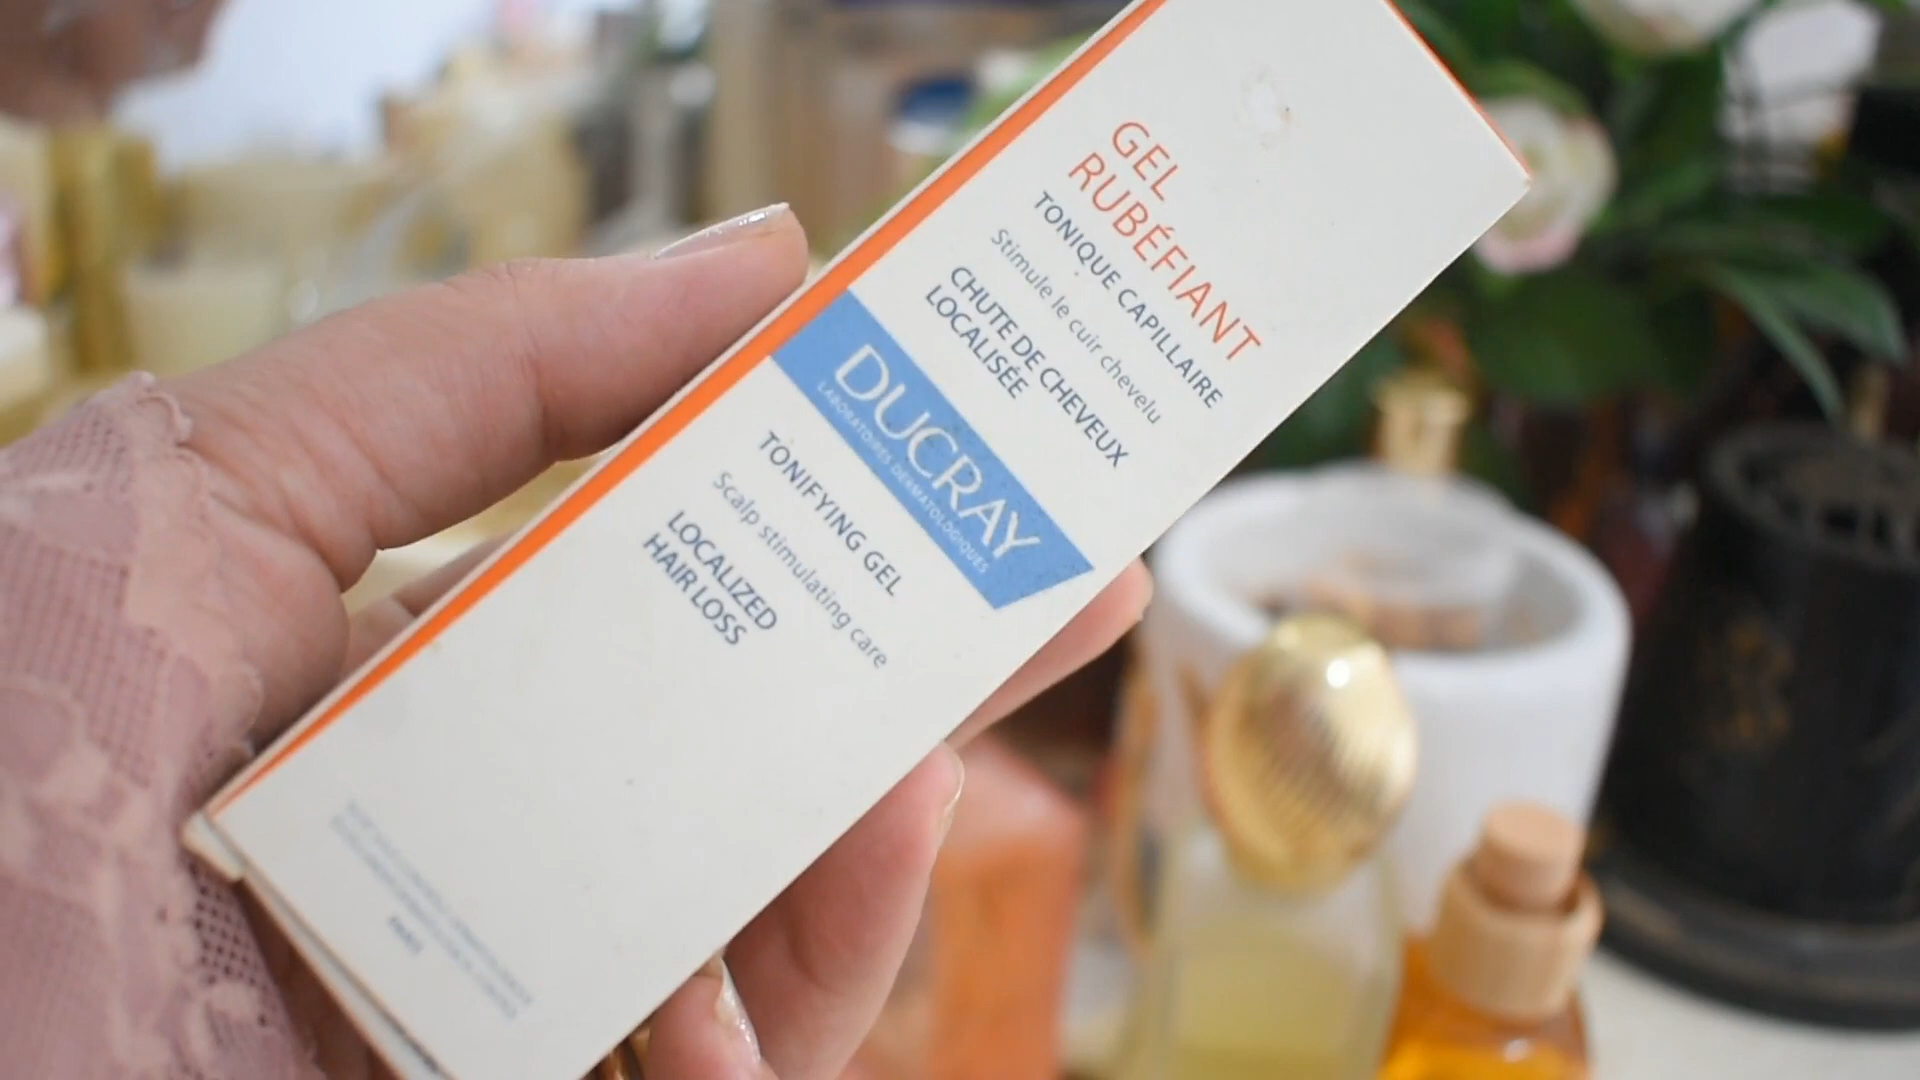 GEL
RUBÉFIANT
TONIQUE CAPILLAIRE
Stimule le cuir chevelu
CHUTE DE CHEVEUX
LOCALISÉE
DUCRAY
LABORATOIRES DERMATOLOGIQUES
TONIFYING GEL
Scalp stimulating care
LOCALIZED
HAIR LOSS
PARIS